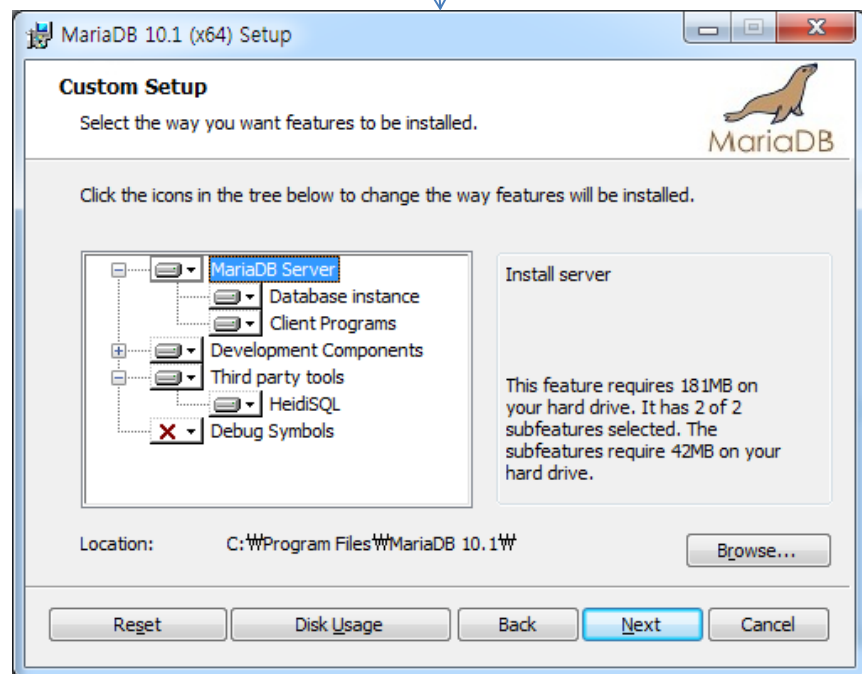 MariaDB 10.1 (x64) Setup
Custom Setup
Select the way you want features to be installed.
MariaDB
Click the icons in the tree below to change the way features will be installed.
MariaDB Server
Database instance
Client Programs
Development Components
Third party tools
HeidiSQL
Debug Symbols
Install server
This feature requires 181MB on
your hard drive. It has 2 of 2
subfeatures selected. The
subfeatures require 42MB on your
hard drive.
Location: C:₩Program Files₩MariaDB 10.1₩
Browse...
Reset Disk Usage Back Next Cancel